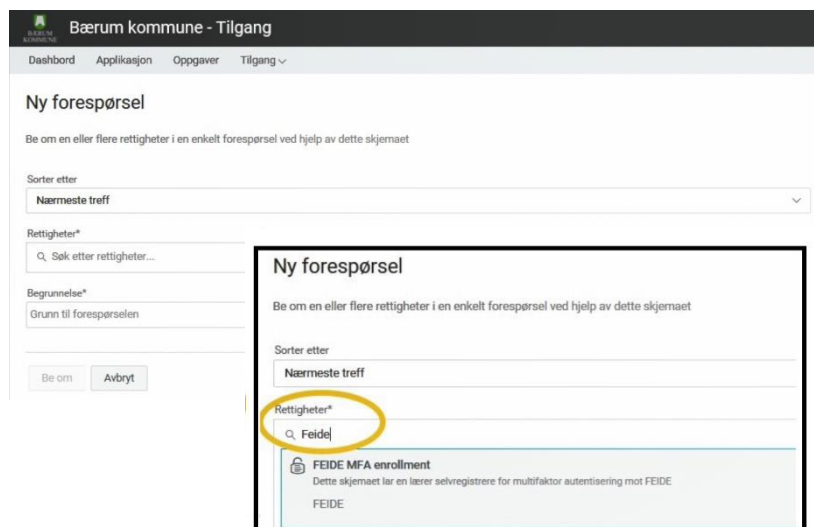 BÆRUM
KOMMUNE
Bærum kommune - Tilgang
Dashbord Applikasjon Oppgaver Tilgang
Ny forespørsel
Be om en eller flere rettigheter i en enkelt forespørsel ved hjelp av dette skjemaet
Sorter etter
Nærmeste treff
Rettigheter*
Søk etter rettigheter...
Begrunnelse*
Grunn til forespørselen
Be om Avbryt
Ny forespørsel
Be om en eller flere rettigheter i en enkelt forespørsel ved hjelp av dette skjemaet
Sorter etter
Nærmeste treff
Rettigheter*
Feide
FEIDE MFA enrollment
Dette skjemaet lar en lærer selvregistrere for multifaktor autentisering mot FEIDE
FEIDE